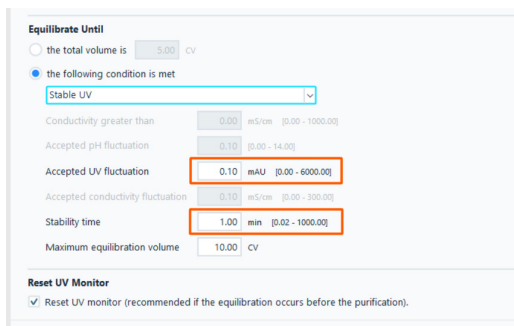 Equilibrate Until
the total volume is 5.00 CV
the following condition is met
Stable UV
Conductivity greater than 0.00 mS/cm [0.00 - 1000.00]
Accepted pH fluctuation 0.10 [0.00 - 14.00]
Accepted UV fluctuation 0.10 mAU [0.00 - 6000.00]
Accepted conductivity fluctuation 0.10 mS/cm [0.00 - 300.00]
Stability time 1.00 min [0.02 - 1000.00]
Maximum equilibration volume 10.00 CV
Reset UV Monitor
Reset UV monitor (recommended if the equilibration occurs before the purification).